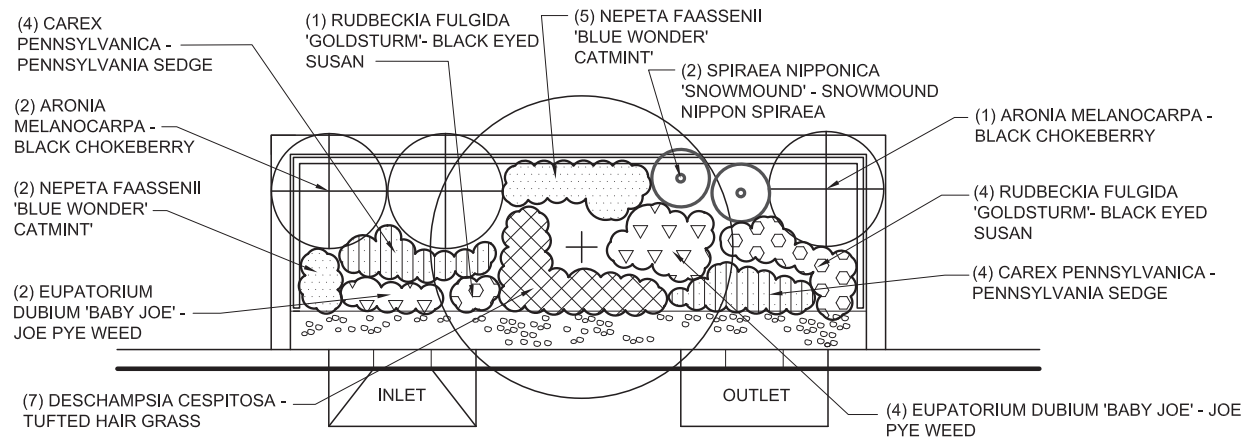 (4) CAREX
PENNSYLVANICA -
PENNSYLVANIA SEDGE
(1) RUDBECKIA FULGIDA
'GOLDSTURM'- BLACK EYED
SUSAN
(5) NEPETA FAASSENII
'BLUE WONDER'
CATMINT'
(2) SPIRAEA NIPPONICA
'SNOWMOUND' - SNOWMOUND
NIPPON SPIRAEA
(2) ARONIA
MELANOCARPA -
BLACK CHOKEBERRY
(1) ARONIA MELANOCARPA -
BLACK CHOKEBERRY
(2) NEPETA FAASSENII
'BLUE WONDER'
CATMINT'
(4) RUDBECKIA FULGIDA
'GOLDSTURM'- BLACK EYED
SUSAN
(2) EUPATORIUM
DUBIUM 'BABY JOE' -
JOE PYE WEED
(4) CAREX PENNSYLVANICA -
PENNSYLVANIA SEDGE
(7) DESCHAMPSIA CESPITOSA -
TUFTED HAIR GRASS
INLET
OUTLET
(4) EUPATORIUM DUBIUM 'BABY JOE' - JOE
PYE WEED